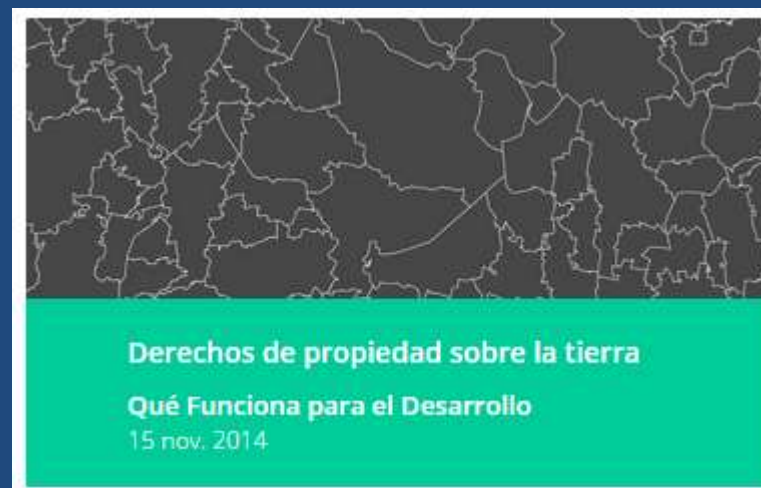 Derechos de propiedad sobre la tierra
Qué Funciona para el Desarrollo
15 nov. 2014